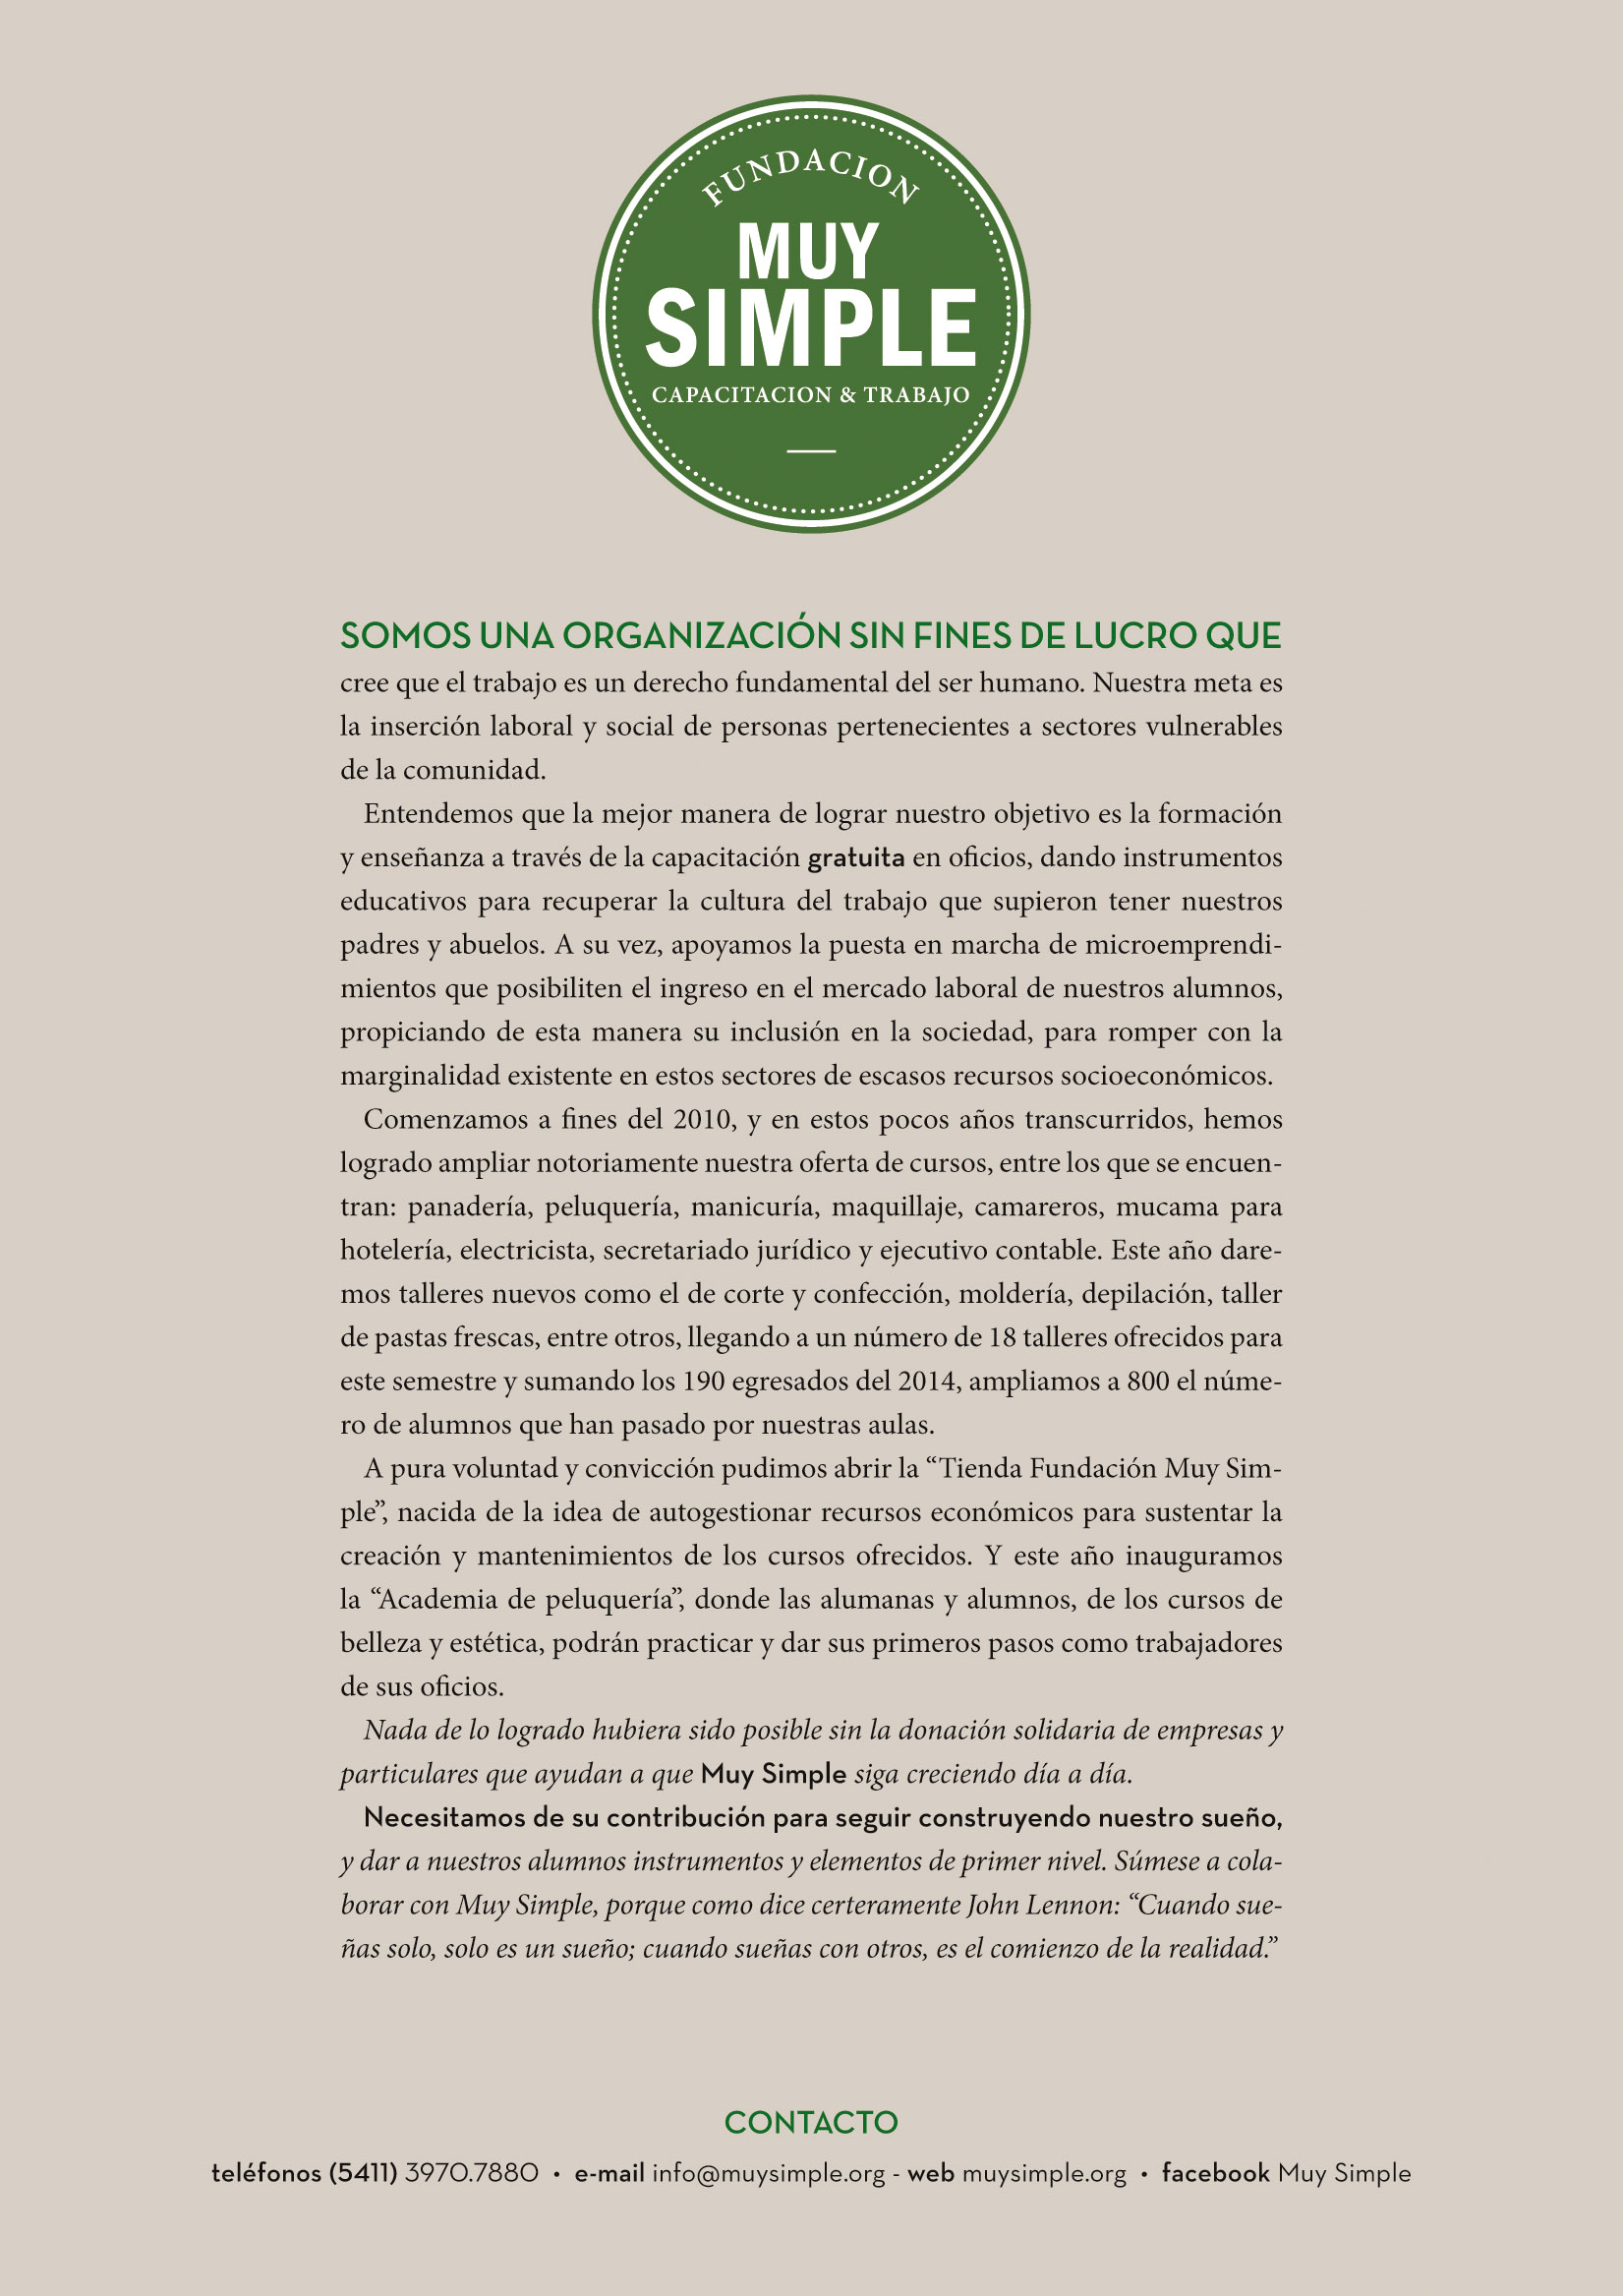 FUNDACION
MUY
SIMPLE
CAPACITACION & TRABAJO
SOMOS UNA ORGANIZACIÓN SIN FINES DE LUCRO QUE
cree que el trabajo es un derecho fundamental del ser humano. Nuestra meta es
la inserción laboral y social de personas pertenecientes a sectores vulnerables
de la comunidad.
Entendemos que la mejor manera de lograr nuestro objetivo es la formación
y enseñanza a través de la capacitación gratuita en oficios, dando instrumentos
educativos para recuperar la cultura del trabajo que supieron tener nuestros
padres y abuelos. A su vez, apoyamos la puesta en marcha de microemprendi-
mientos que posibiliten el ingreso en el mercado laboral de nuestros alumnos,
propiciando de esta manera su inclusión en la sociedad, para romper con la
marginalidad existente en estos sectores de escasos recursos socioeconómicos.
Comenzamos a fines del 2010, y en estos pocos años transcurridos, hemos
logrado ampliar notoriamente nuestra oferta de cursos, entre los que se encuen-
tran: panadería, peluquería, manicuría, maquillaje, camareros, mucama para
hotelería, electricista, secretariado jurídico y ejecutivo contable. Este año dare-
mos talleres nuevos como el de corte y confección, moldería, depilación, taller
de pastas frescas, entre otros, llegando a un número de 18 talleres ofrecidos para
este semestre y sumando los 190 egresados del 2014, ampliamos a 800 el núme-
ro de alumnos que han pasado por nuestras aulas.
A pura voluntad y convicción pudimos abrir la “Tienda Fundación Muy Sim-
ple”, nacida de la idea de autogestionar recursos económicos para sustentar la
creación y mantenimientos de los cursos ofrecidos. Y este año inauguramos
la “Academia de peluquería”, donde las alumanas y alumnos, de los cursos de
belleza y estética, podrán practicar y dar sus primeros pasos como trabajadores
de sus oficios.
Nada de lo logrado hubiera sido posible sin la donación solidaria de empresas y
particulares que ayudan a que Muy Simple siga creciendo día a día.
Necesitamos de su contribución para seguir construyendo nuestro sueño,
y dar a nuestros alumnos instrumentos y elementos de primer nivel. Súmese a cola-
borar con Muy Simple, porque como dice certeramente John Lennon: “Cuando sue-
ñas solo, solo es un sueño; cuando sueñas con otros, es el comienzo de la realidad.”
CONTACTO
teléfonos (5411) 3970.7880 • e-mail info@muysimple.org - web muysimple.org • facebook Muy Simple